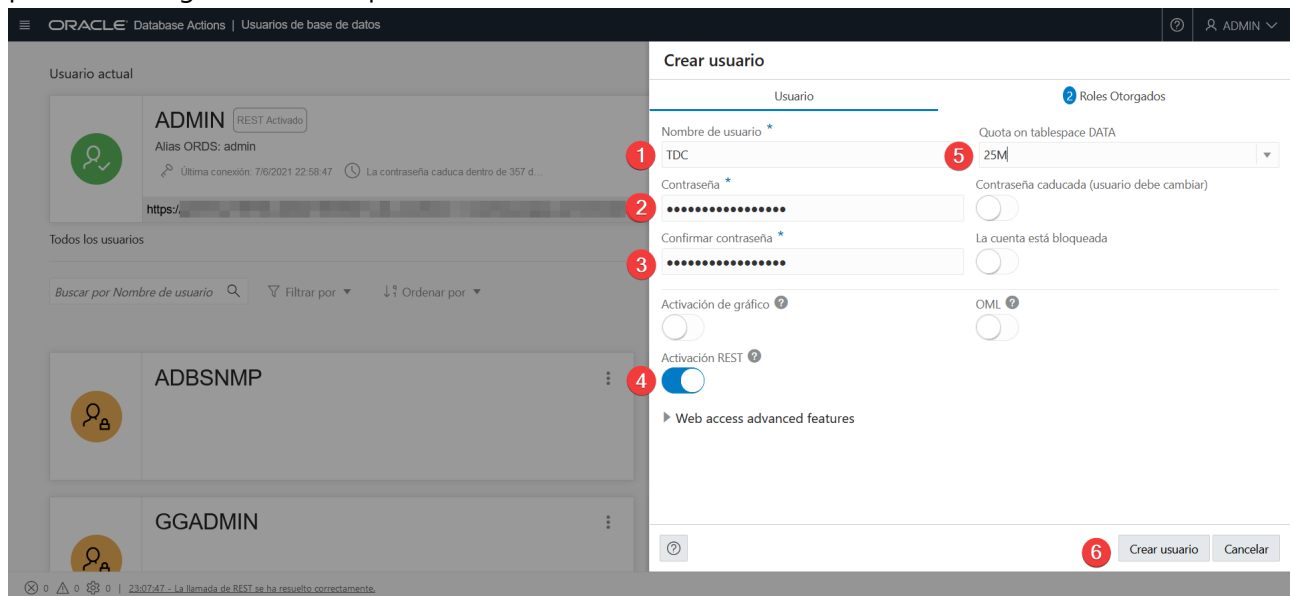 ORACLE Database Actions | Usuarios de base de datos
ADMIN
Usuario actual
ADMIN REST Activado
Alias ORDS: admin
Última conexión: 7/6/2021 22:58:47 La contraseña caduca dentro de 357 d...
https:/
Todos los usuarios
Buscar por Nombre de usuario Filtrar por Ordenar por
ADBSNMP
GGADMIN
Crear usuario
Usuario 2 Roles Otorgados
Nombre de usuario * Quota on tablespace DATA
1 TDC 5 25M
Contraseña * Contraseña caducada (usuario debe cambiar)
2 •••••••••••••••••
Confirmar contraseña * La cuenta está bloqueada
3 •••••••••••••••••
Activación de gráfico ? OML ?
Activación REST ?
4
Web access advanced features
? 6 Crear usuario Cancelar
0 0 0 | 23:07:47 - La llamada de REST se ha resuelto correctamente.